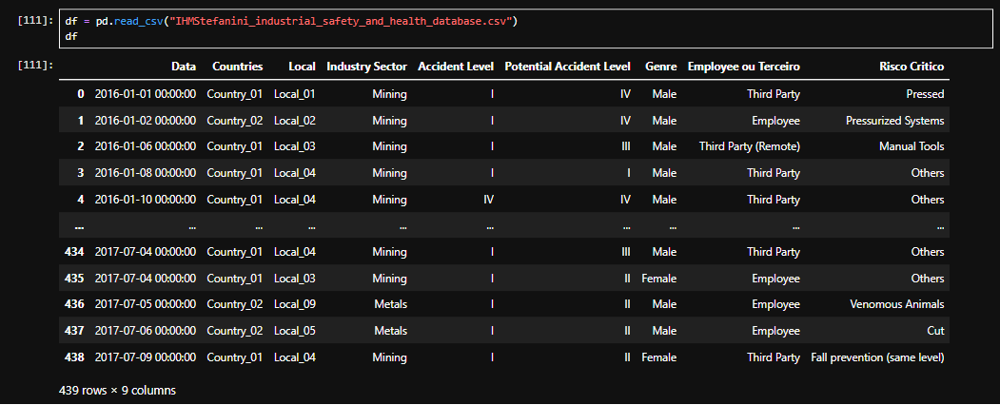 [111]: df = pd.read_csv("IHMStefanini_industrial_safety_and_health_database.csv")
df
[111]:
Data Countries Local Industry Sector Accident Level Potential Accident Level Genre Employee ou Terceiro Risco Critico
0 2016-01-01 00:00:00 Country_01 Local_01 Mining I IV Male Third Party Pressed
1 2016-01-02 00:00:00 Country_02 Local_02 Mining I IV Male Employee Pressurized Systems
2 2016-01-06 00:00:00 Country_01 Local_03 Mining I III Male Third Party (Remote) Manual Tools
3 2016-01-08 00:00:00 Country_01 Local_04 Mining I I Male Third Party Others
4 2016-01-10 00:00:00 Country_01 Local_04 Mining IV IV Male Third Party Others
... ... ... ... ... ... ... ... ... ...
434 2017-07-04 00:00:00 Country_01 Local_04 Mining I III Male Third Party Others
435 2017-07-04 00:00:00 Country_01 Local_03 Mining I II Female Employee Others
436 2017-07-05 00:00:00 Country_02 Local_09 Metals I II Male Employee Venomous Animals
437 2017-07-06 00:00:00 Country_02 Local_05 Metals I II Male Employee Cut
438 2017-07-09 00:00:00 Country_01 Local_04 Mining I II Female Third Party Fall prevention (same level)
439 rows × 9 columns